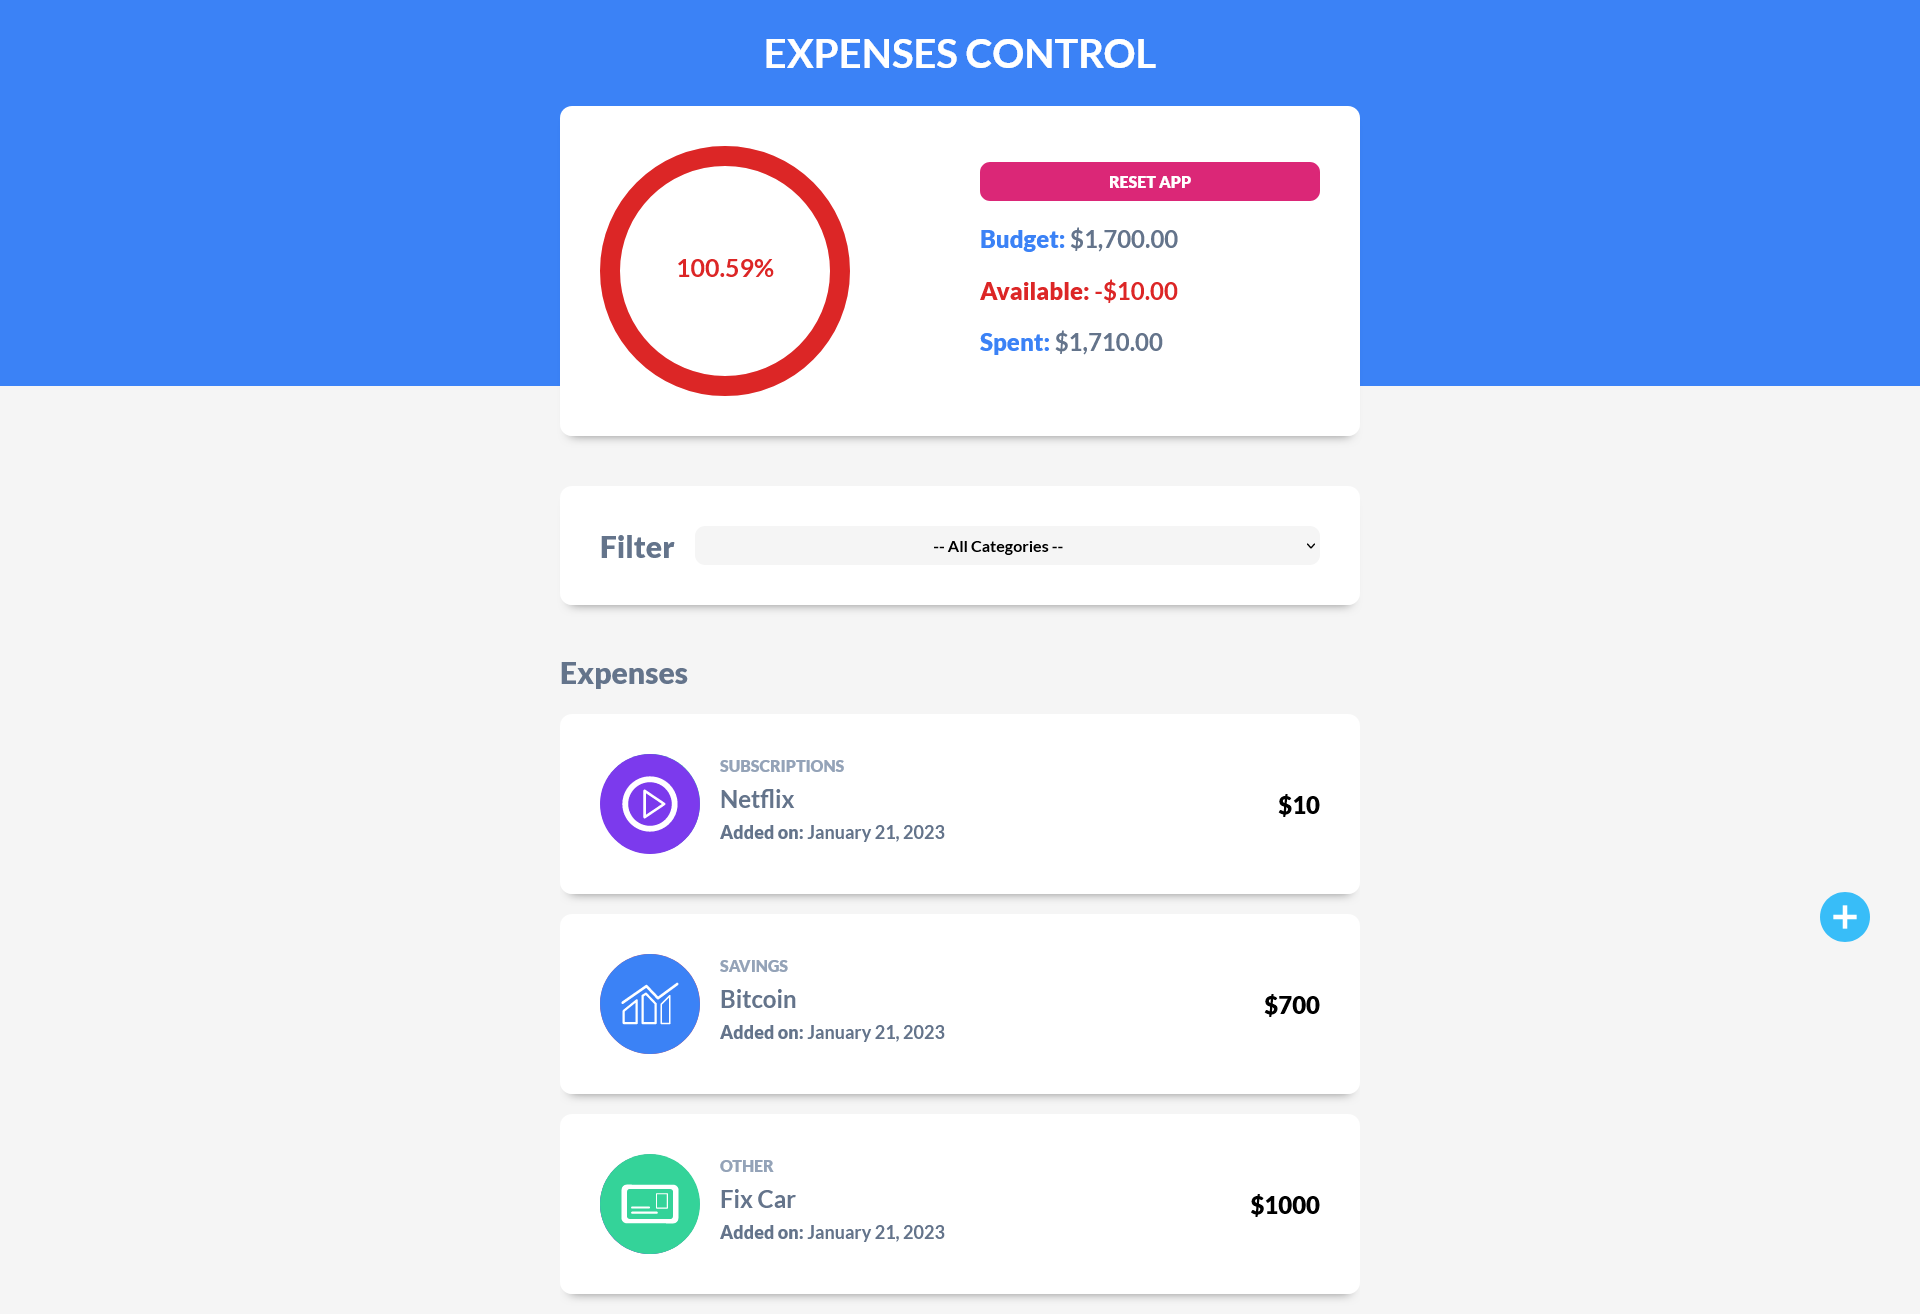 EXPENSES CONTROL
100.59%
RESET APP
Budget: $1,700.00
Available: -$10.00
Spent: $1,710.00
Filter
-- All Categories --
Expenses
SUBSCRIPTIONS
Netflix
Added on: January 21, 2023
$10
SAVINGS
Bitcoin
Added on: January 21, 2023
$700
OTHER
Fix Car
Added on: January 21, 2023
$1000